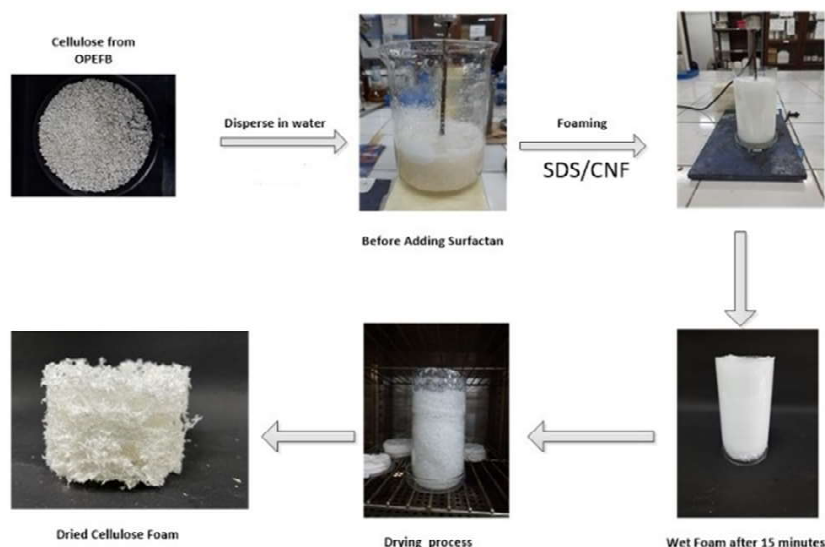 Cellulose from
OPEFB
Disperse in water
Foaming
SDS/CNF
Before Adding Surfactan
Dried Cellulose Foam
Drying process
Wet Foam after 15 minutes